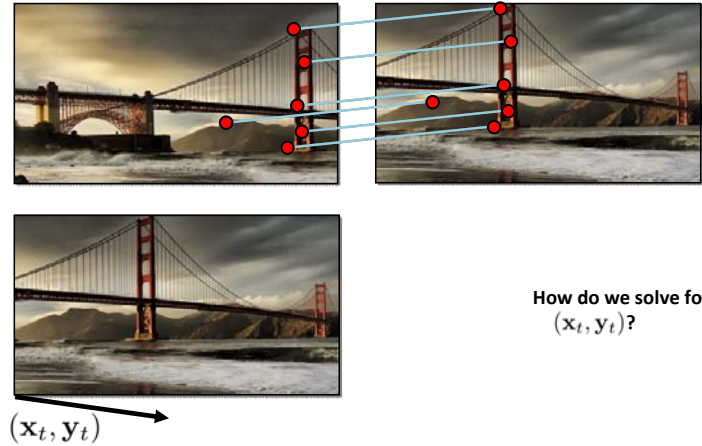 How do we solve fo
(x_t, y_t)?
(x_t, y_t)